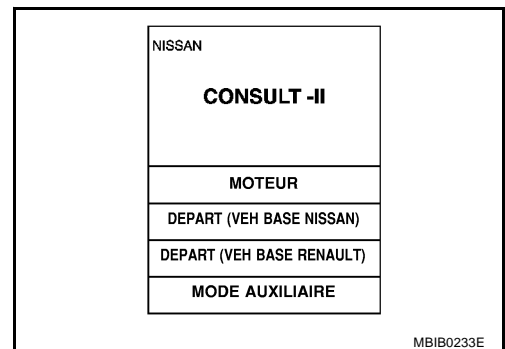 NISSAN
CONSULT -II
MOTEUR
DEPART (VEH BASE NISSAN)
DEPART (VEH BASE RENAULT)
MODE AUXILIAIRE
MBIB0233E